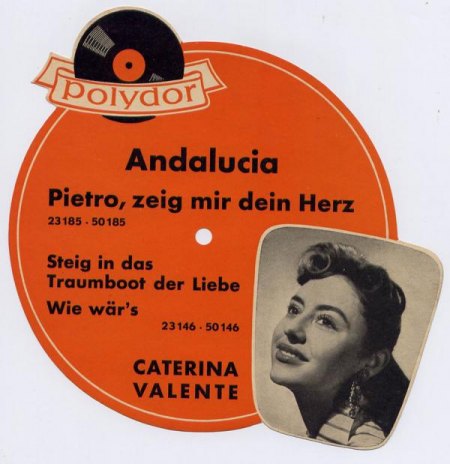 polydor
Andalucia
Pietro, zeig mir dein Herz
23185 - 50185
Steig in das
Traumboot der Liebe
Wie wär's
23146 - 50146
CATERINA
VALENTE